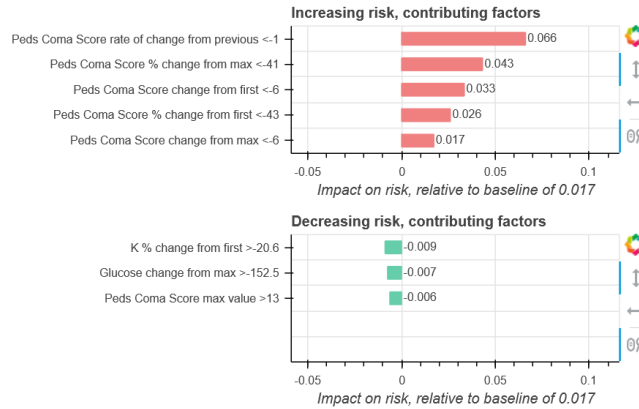 Increasing risk, contributing factors
Peds Coma Score rate of change from previous <-1
0.066
Peds Coma Score % change from max <-41
0.043
Peds Coma Score change from first <-6
0.033
Peds Coma Score % change from first <-43
0.026
Peds Coma Score change from max <-6
0.017
-0.05 0 0.05 0.1
Impact on risk, relative to baseline of 0.017
Decreasing risk, contributing factors
K % change from first >-20.6
-0.009
Glucose change from max >-152.5
-0.007
Peds Coma Score max value >13
-0.006
-0.05 0 0.05 0.1
Impact on risk, relative to baseline of 0.017